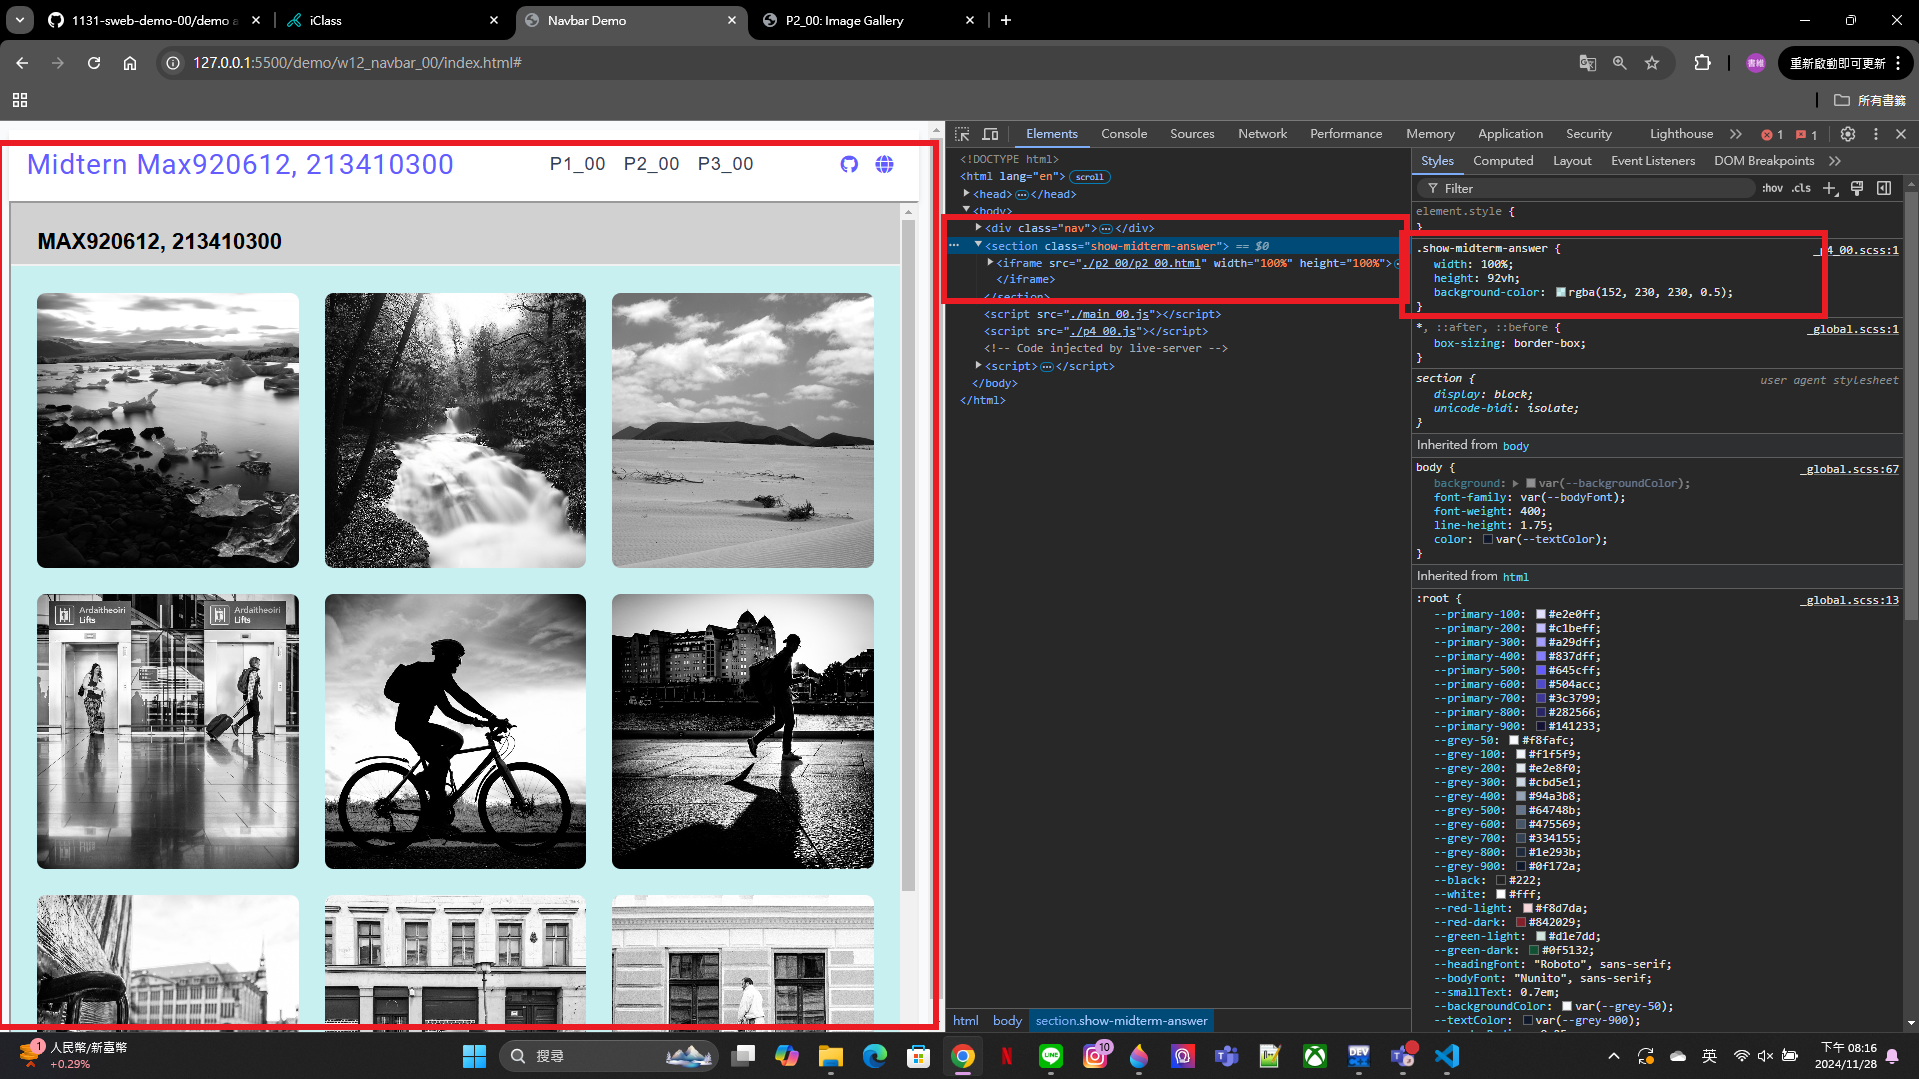 1131-sweb-demo-00/demo a
iClass
Navbar Demo
P2_00: Image Gallery
127.0.0.1:5500/demo/w12_navbar_00/index.html#
書維
重新啟動即可更新
所有書籤
Midtern Max920612, 213410300
P1_00 P2_00 P3_00
MAX920612, 213410300
Ardaitheoirí
Lifts
Ardaitheoirí
Lifts
Elements Console Sources Network Performance Memory Application Security Lighthouse
1 1
<!DOCTYPE html>
<html lang="en"> scroll
<head> </head>
<body>
<div class="nav"> </div>
<section class="show-midterm-answer"> == $0
<iframe src="./p2_00/p2_00.html" width="100%" height="100%">
</iframe>
</section>
<script src="./main_00.js"></script>
<script src="./p4_00.js"></script>
<!-- Code injected by live-server -->
<script> </script>
</body>
</html>
html body section.show-midterm-answer
Styles Computed Layout Event Listeners DOM Breakpoints
Filter :hov .cls
element.style {
}
.show-midterm-answer { _p4_00.scss:1
width: 100%;
height: 92vh;
background-color: rgba(152, 230, 230, 0.5);
}
*, ::after, ::before { _global.scss:1
box-sizing: border-box;
}
section { user agent stylesheet
display: block;
unicode-bidi: isolate;
}
Inherited from body
body { _global.scss:67
background: var(--backgroundColor);
font-family: var(--bodyFont);
font-weight: 400;
line-height: 1.75;
color: var(--textColor);
}
Inherited from html
:root { _global.scss:13
--primary-100: #e2e0ff;
--primary-200: #c1beff;
--primary-300: #a29dff;
--primary-400: #837dff;
--primary-500: #645cff;
--primary-600: #504acc;
--primary-700: #3c3799;
--primary-800: #282566;
--primary-900: #141233;
--grey-50: #f8fafc;
--grey-100: #f1f5f9;
--grey-200: #e2e8f0;
--grey-300: #cbd5e1;
--grey-400: #94a3b8;
--grey-500: #64748b;
--grey-600: #475569;
--grey-700: #334155;
--grey-800: #1e293b;
--grey-900: #0f172a;
--black: #222;
--white: #fff;
--red-light: #f8d7da;
--red-dark: #842029;
--green-light: #d1e7dd;
--green-dark: #0f5132;
--headingFont: "Roboto", sans-serif;
--bodyFont: "Nunito", sans-serif;
--smallText: 0.7em;
--backgroundColor: var(--grey-50);
--textColor: var(--grey-900);
1
人民幣/新臺幣
+0.29%
搜尋
10
DEV
英
下午 08:16
2024/11/28